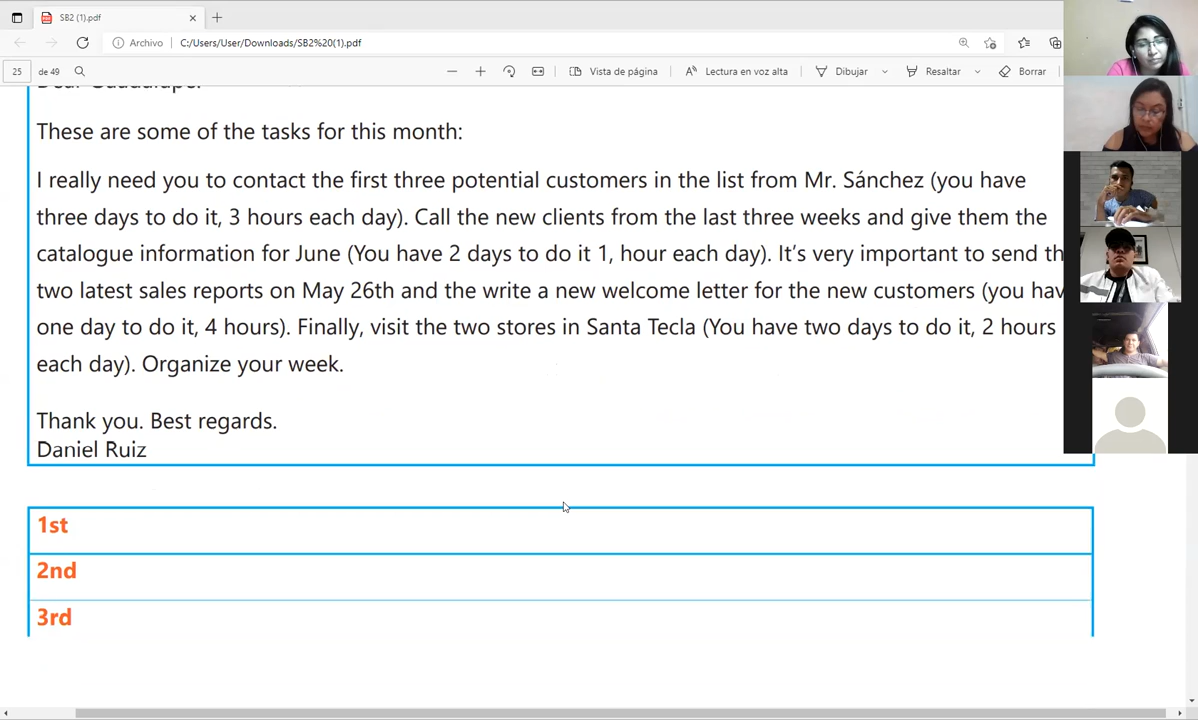 SB2 (1).pdf
Archivo C:/Users/User/Downloads/SB2%20(1).pdf
25 de 49 Vista de página Lectura en voz alta Dibujar Resaltar Borrar
These are some of the tasks for this month:
I really need you to contact the first three potential customers in the list from Mr. Sánchez (you have
three days to do it, 3 hours each day). Call the new clients from the last three weeks and give them the
catalogue information for June (You have 2 days to do it 1, hour each day). It's very important to send th
two latest sales reports on May 26th and the write a new welcome letter for the new customers (you hav
one day to do it, 4 hours). Finally, visit the two stores in Santa Tecla (You have two days to do it, 2 hours
each day). Organize your week.
Thank you. Best regards.
Daniel Ruiz
1st
2nd
3rd